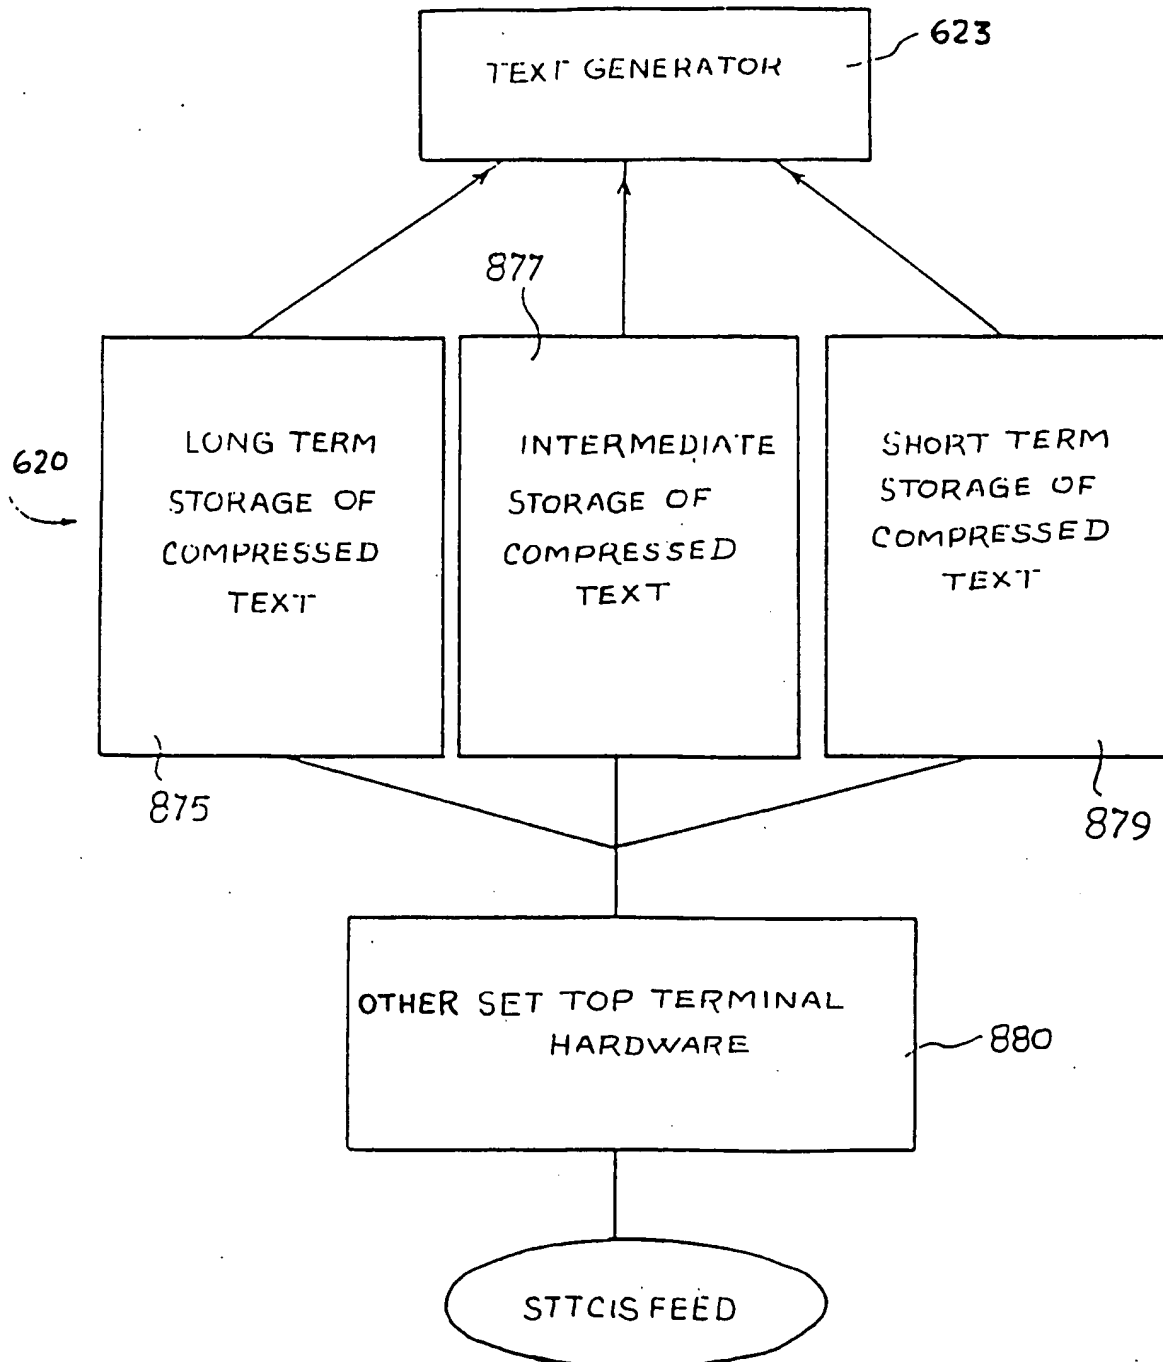 623
TEXT GENERATOR
877
620
LONG TERM
STORAGE OF
COMPRESSED
TEXT
INTERMEDIATE
STORAGE OF
COMPRESSED
TEXT
SHORT TERM
STORAGE OF
COMPRESSED
TEXT
875
879
OTHER SET TOP TERMINAL
HARDWARE
880
STTCIS FEED